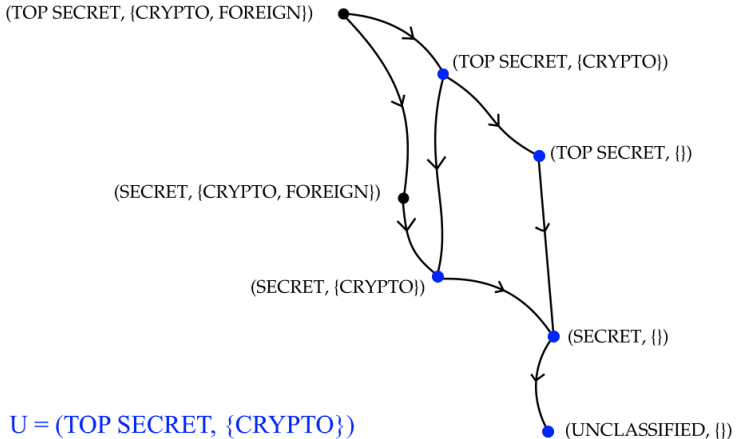 (TOP SECRET, {CRYPTO, FOREIGN})
(TOP SECRET, {CRYPTO})
(TOP SECRET, {})
(SECRET, {CRYPTO, FOREIGN})
(SECRET, {CRYPTO})
(SECRET, {})
U = (TOP SECRET, {CRYPTO})
(UNCLASSIFIED, {})